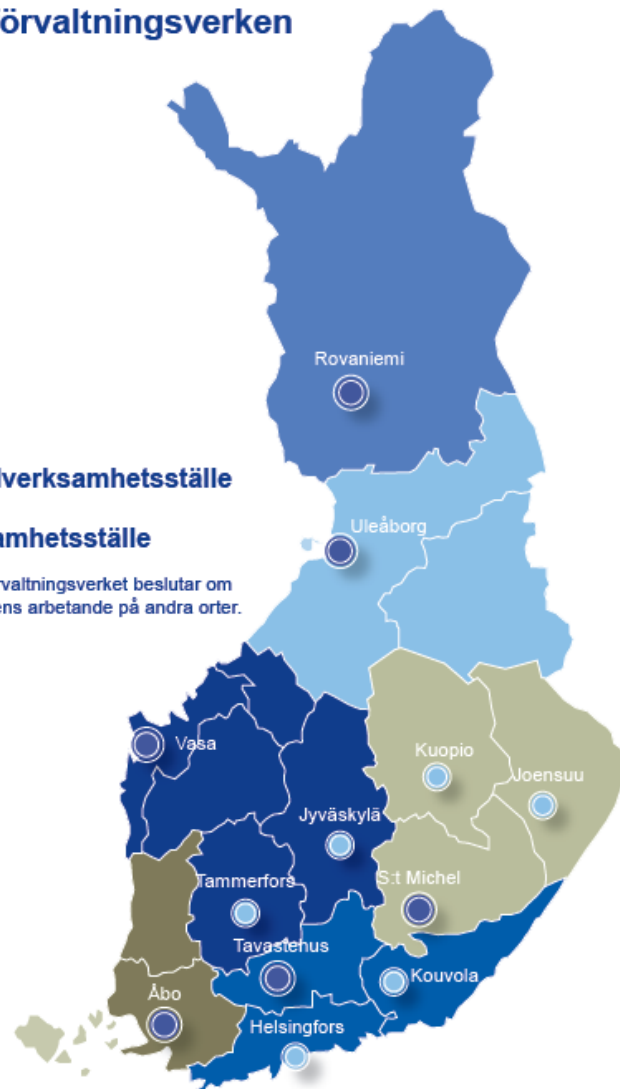 örvaltningsverken
Rovaniemi
lverksamhetsställe
Uleåborg
amhetsställe
rvaltningsverket beslutar om
ens arbetande på andra orter.
Vasa
Kuopio
Joensuu
Jyväskylä
Tammerfors
S:t Michel
Tavastehus
Kouvola
Åbo
Helsingfors